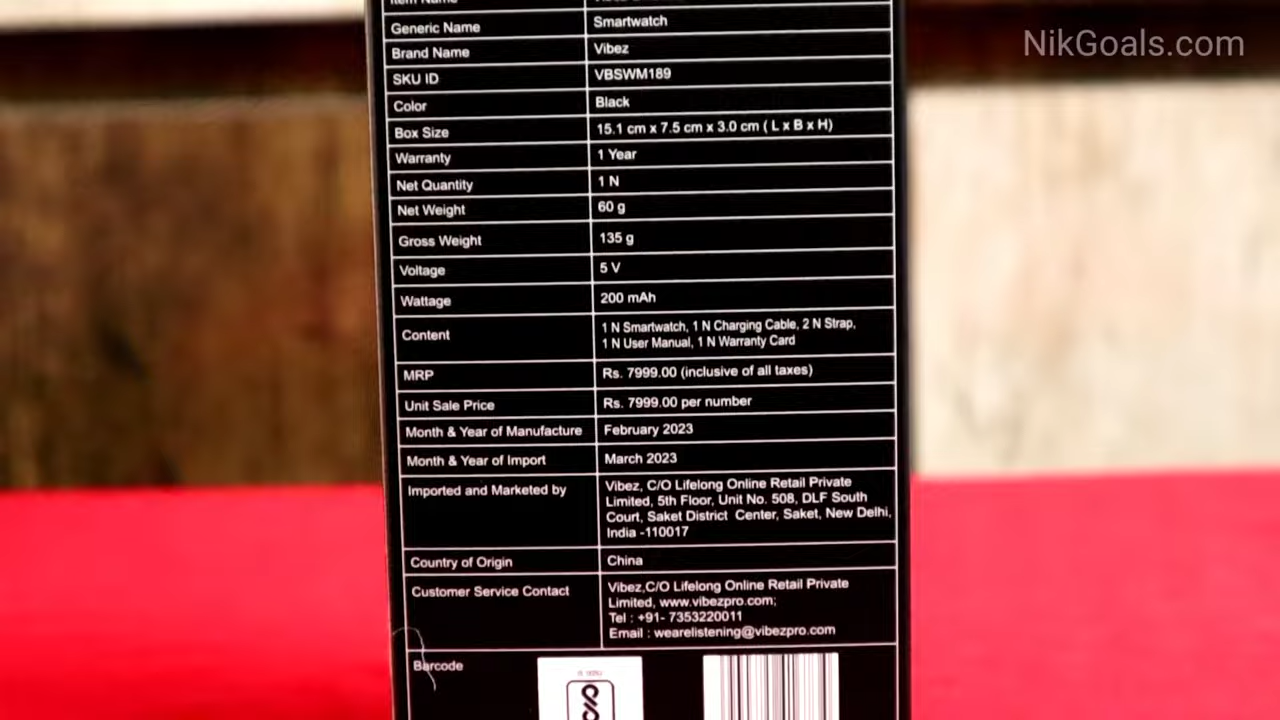 NikGoals.com
Item Name
Generic Name Smartwatch
Brand Name Vibez
SKU ID VBSWM189
Color Black
Box Size 15.1 cm x 7.5 cm x 3.0 cm ( L x B x H)
Warranty 1 Year
Net Quantity 1 N
Net Weight 60 g
Gross Weight 135 g
Voltage 5 V
Wattage 200 mAh
Content 1 N Smartwatch, 1 N Charging Cable, 2 N Strap,
1 N User Manual, 1 N Warranty Card
MRP Rs. 7999.00 (inclusive of all taxes)
Unit Sale Price Rs. 7999.00 per number
Month & Year of Manufacture February 2023
Month & Year of Import March 2023
Imported and Marketed by Vibez, C/O Lifelong Online Retail Private
Limited, 5th Floor, Unit No. 508, DLF South
Court, Saket District Center, Saket, New Delhi,
India -110017
Country of Origin China
Customer Service Contact Vibez,C/O Lifelong Online Retail Private
Limited, www.vibezpro.com;
Tel : +91- 7353220011
Email : wearelistening@vibezpro.com
Barcode